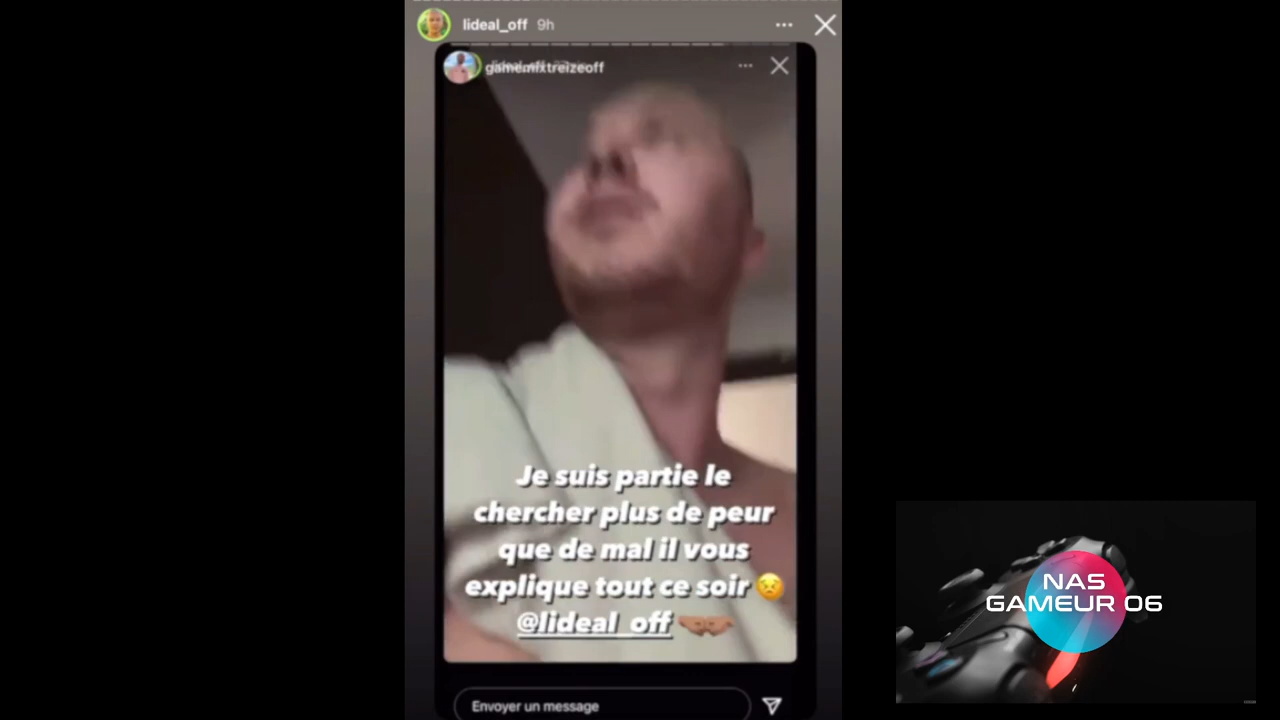 lideal_off 9h
gamemixtreizeoff
Je suis partie le
chercher plus de peur
que de mal il vous
explique tout ce soir
@lideal_off
Envoyer un message
NAS
GAMEUR 06